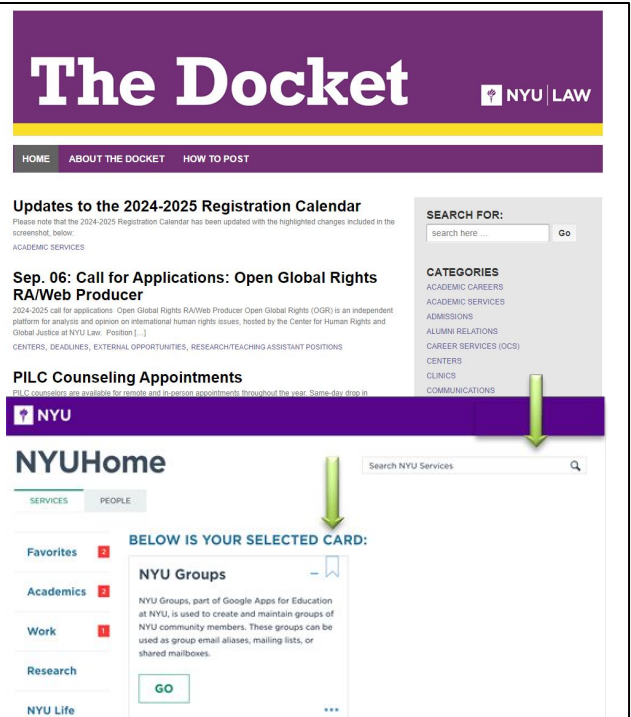 The Docket
NYU | LAW
HOME ABOUT THE DOCKET HOW TO POST
Updates to the 2024-2025 Registration Calendar
Please note that the 2024-2025 Registration Calendar has been updated with the highlighted changes included in the
screenshot, below:
ACADEMIC SERVICES
Sep. 06: Call for Applications: Open Global Rights
RA/Web Producer
2024-2025 call for applications Open Global Rights RA/Web Producer Open Global Rights (OGR) is an independent
platform for analysis and opinion on international human rights issues, hosted by the Center for Human Rights and
Global Justice at NYU Law. Position [...]
CENTERS, DEADLINES, EXTERNAL OPPORTUNITIES, RESEARCH/TEACHING ASSISTANT POSITIONS
PILC Counseling Appointments
PILC counselors are available for remote and in-person appointments throughout the year. Same-day drop in
SEARCH FOR:
search here ... Go
CATEGORIES
ACADEMIC CAREERS
ACADEMIC SERVICES
ADMISSIONS
ALUMNI RELATIONS
CAREER SERVICES (OCS)
CENTERS
CLINICS
COMMUNICATIONS
NYU
NYUHome
Search NYU Services
SERVICES PEOPLE
Favorites 2
Academics 2
Work 1
Research
NYU Life
BELOW IS YOUR SELECTED CARD:
NYU Groups
NYU Groups, part of Google Apps for Education
at NYU, is used to create and maintain groups of
NYU community members. These groups can be
used as group email aliases, mailing lists, or
shared mailboxes.
GO